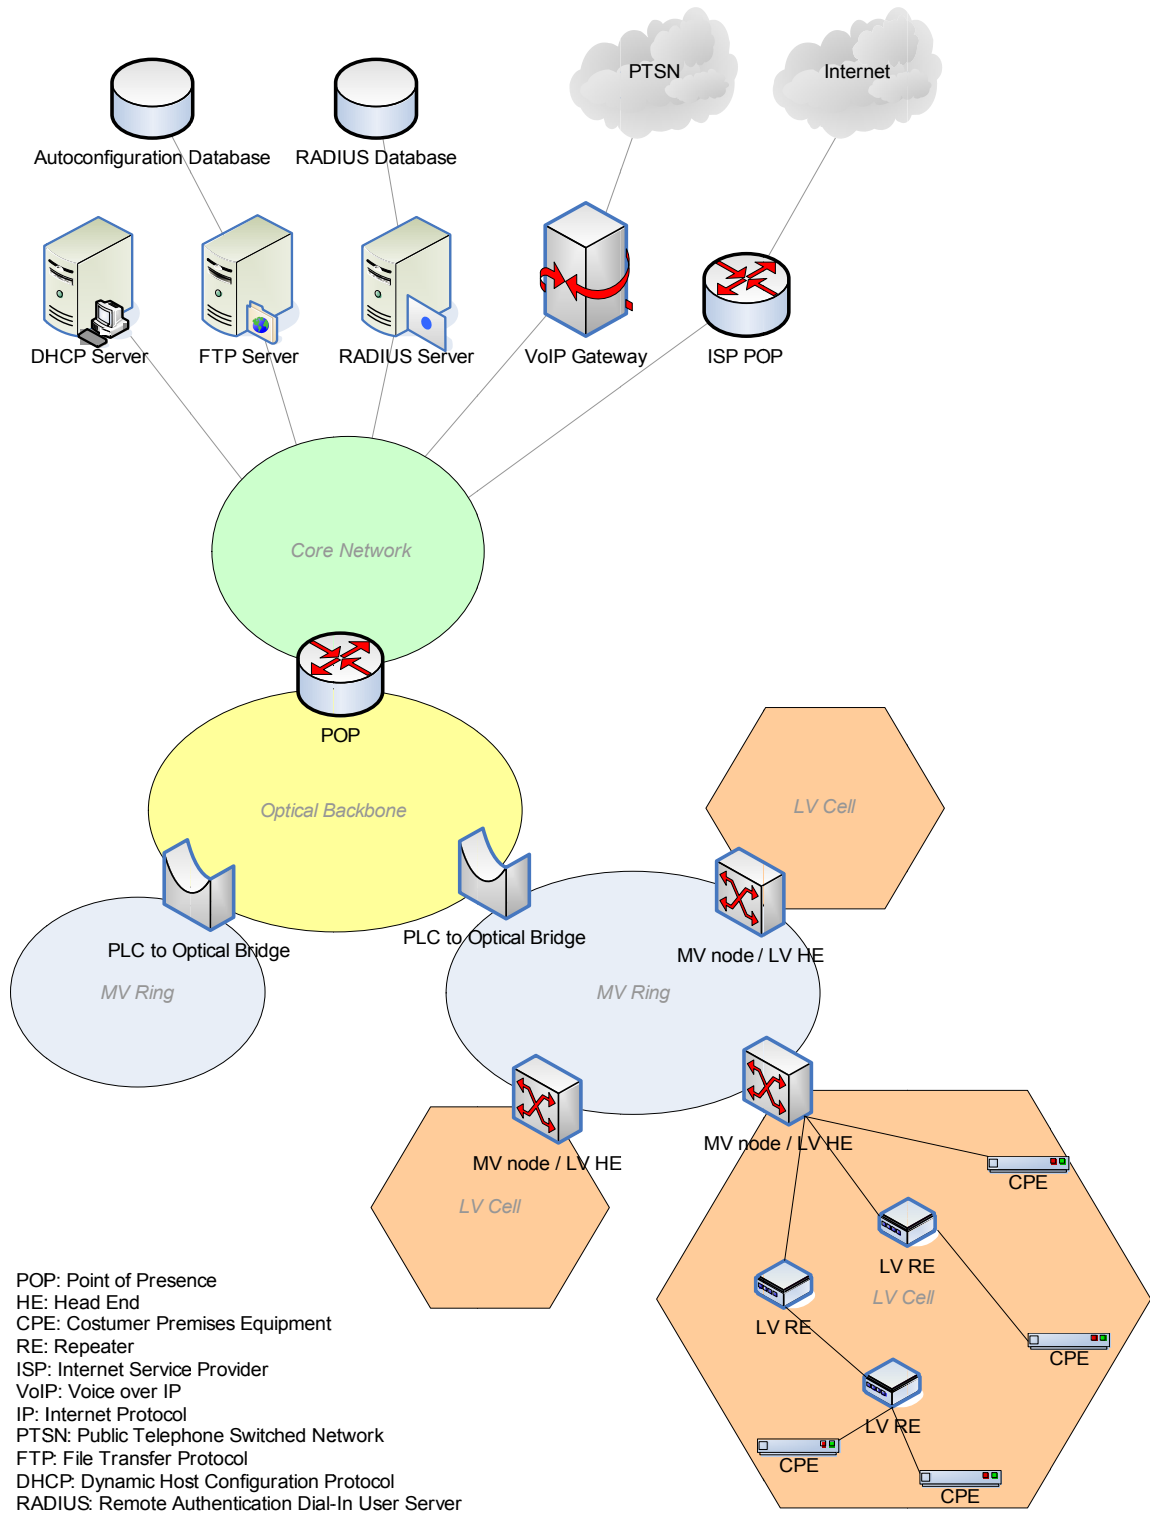 PTSN
Internet
Autoconfiguration Database
RADIUS Database
DHCP Server
FTP Server
RADIUS Server
VoIP Gateway
ISP POP
Core Network
POP
Optical Backbone
LV Cell
PLC to Optical Bridge
PLC to Optical Bridge
MV node / LV HE
MV Ring
MV Ring
MV node / LV HE
MV node / LV HE
CPE
LV Cell
LV RE
LV Cell
LV RE
CPE
LV RE
CPE
CPE
POP: Point of Presence
HE: Head End
CPE: Costumer Premises Equipment
RE: Repeater
ISP: Internet Service Provider
VoIP: Voice over IP
IP: Internet Protocol
PTSN: Public Telephone Switched Network
FTP: File Transfer Protocol
DHCP: Dynamic Host Configuration Protocol
RADIUS: Remote Authentication Dial-In User Server